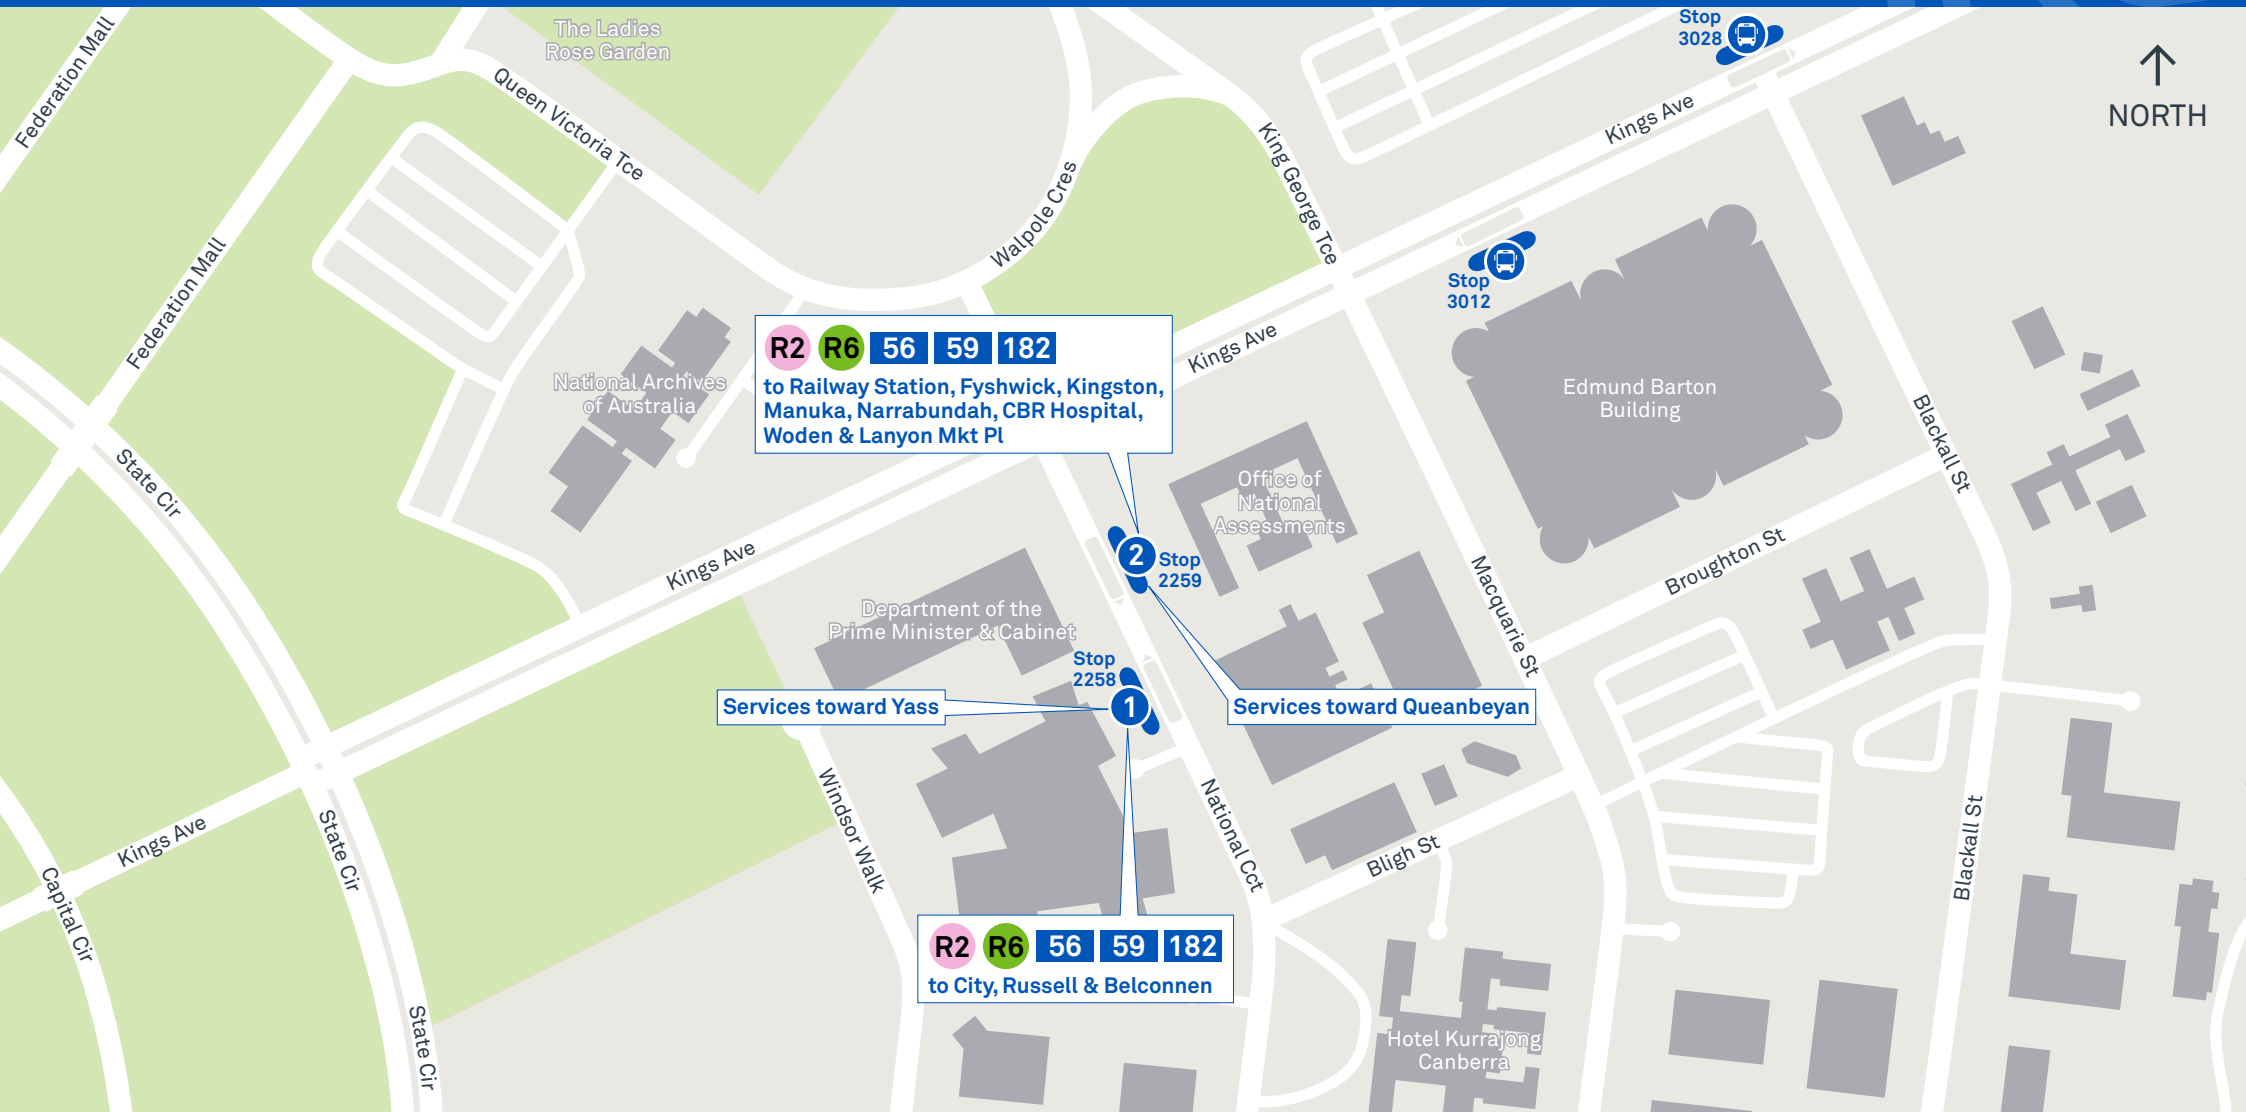 The Ladies
Rose Garden
Stop
3028
NORTH
Federation Mall
Queen Victoria Tce
Kings Ave
King George Tce
Walpole Cres
Federation Mall
Stop
3012
R2 R6 56 59 182
to Railway Station, Fyshwick, Kingston,
Manuka, Narrabundah, CBR Hospital,
Woden & Lanyon Mkt Pl
Kings Ave
National Archives
of Australia
Edmund Barton
Building
Blackall St
State Cir
Office of
National
Assessments
Kings Ave
2
Stop
2259
Broughton St
Macquarie St
Department of the
Prime Minister & Cabinet
Stop
2258
1
Services toward Yass
Services toward Queanbeyan
Kings Ave
State Cir
Windsor Walk
National Cct
Bligh St
Blackall St
Capital Cir
R2 R6 56 59 182
to City, Russell & Belconnen
State Cir
Hotel Kurrajong
Canberra